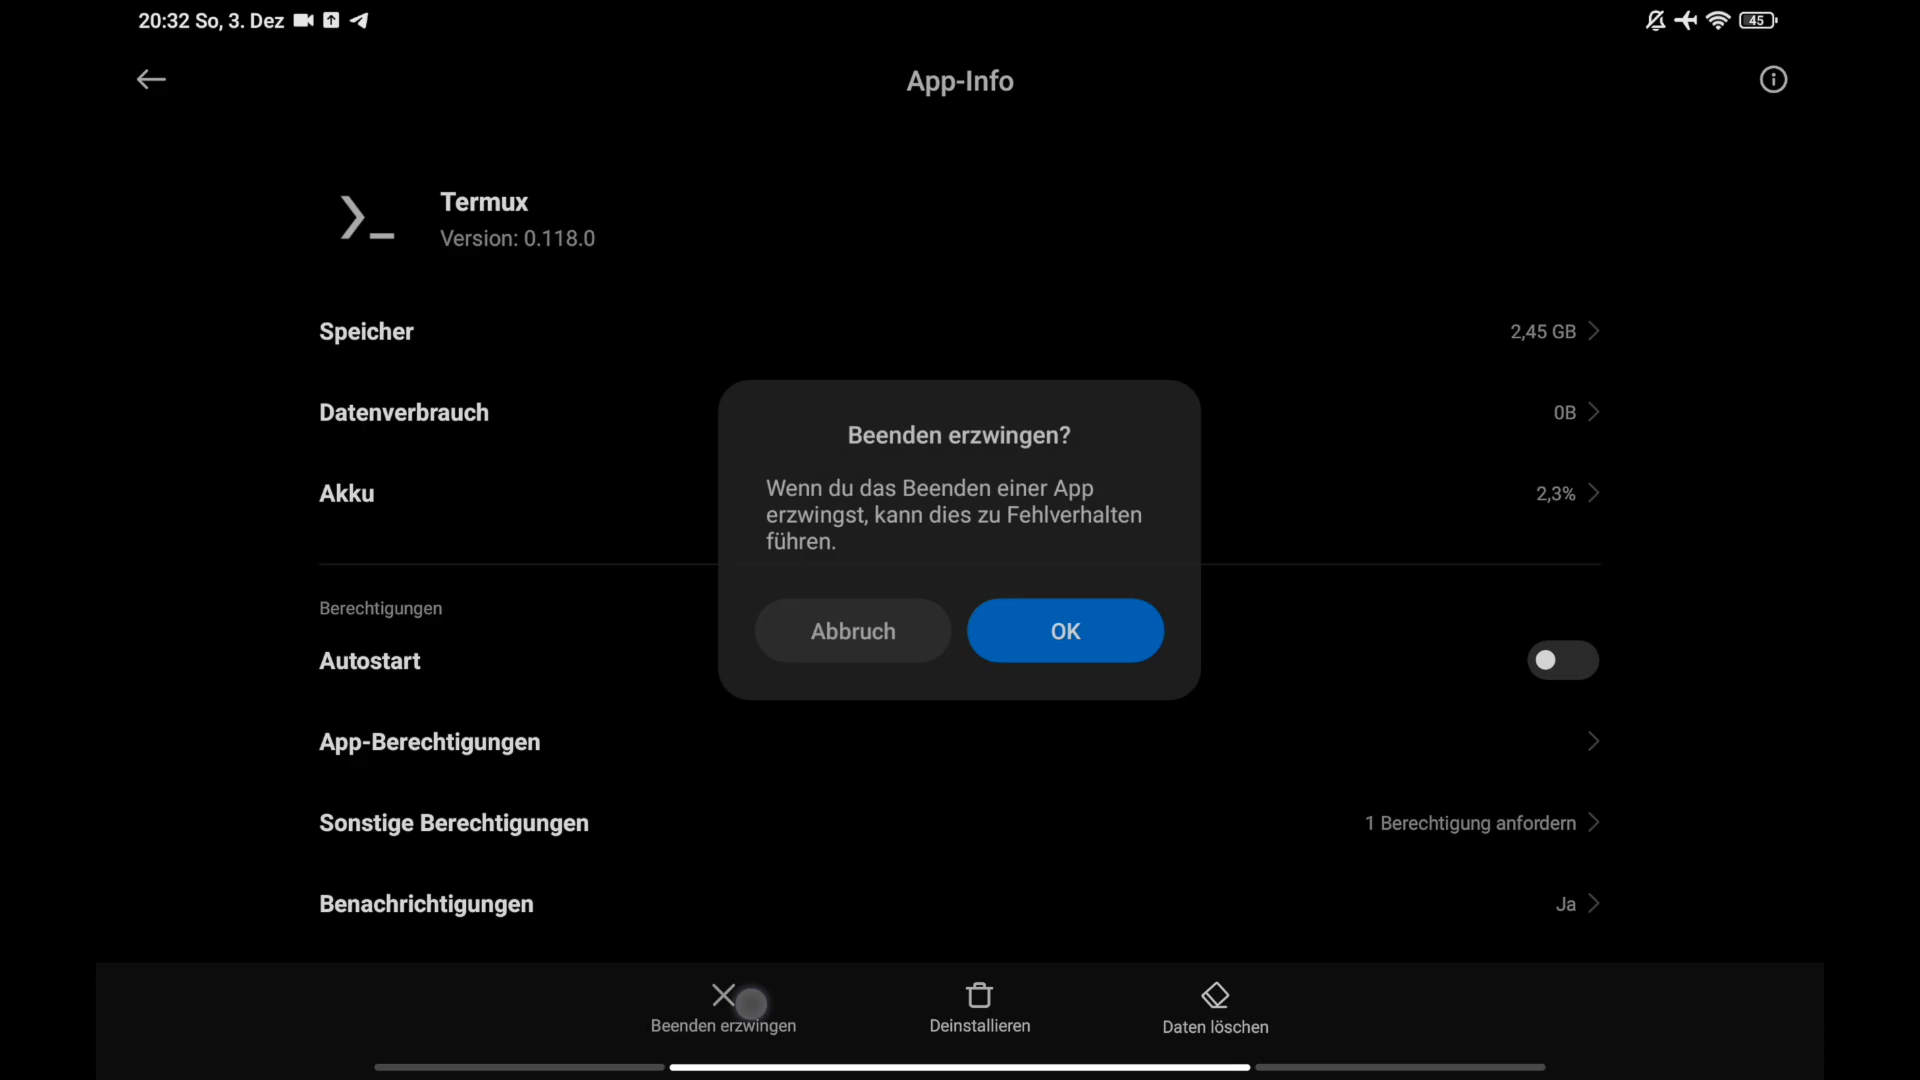 20:32 So, 3. Dez
45
App-Info
Termux
Version: 0.118.0
Speicher
2,45 GB
Datenverbrauch
0B
Akku
2,3%
Beenden erzwingen?
Wenn du das Beenden einer App
erzwingst, kann dies zu Fehlverhalten
führen.
Abbruch
OK
Berechtigungen
Autostart
App-Berechtigungen
Sonstige Berechtigungen
1 Berechtigung anfordern
Benachrichtigungen
Ja
Beenden erzwingen
Deinstallieren
Daten löschen